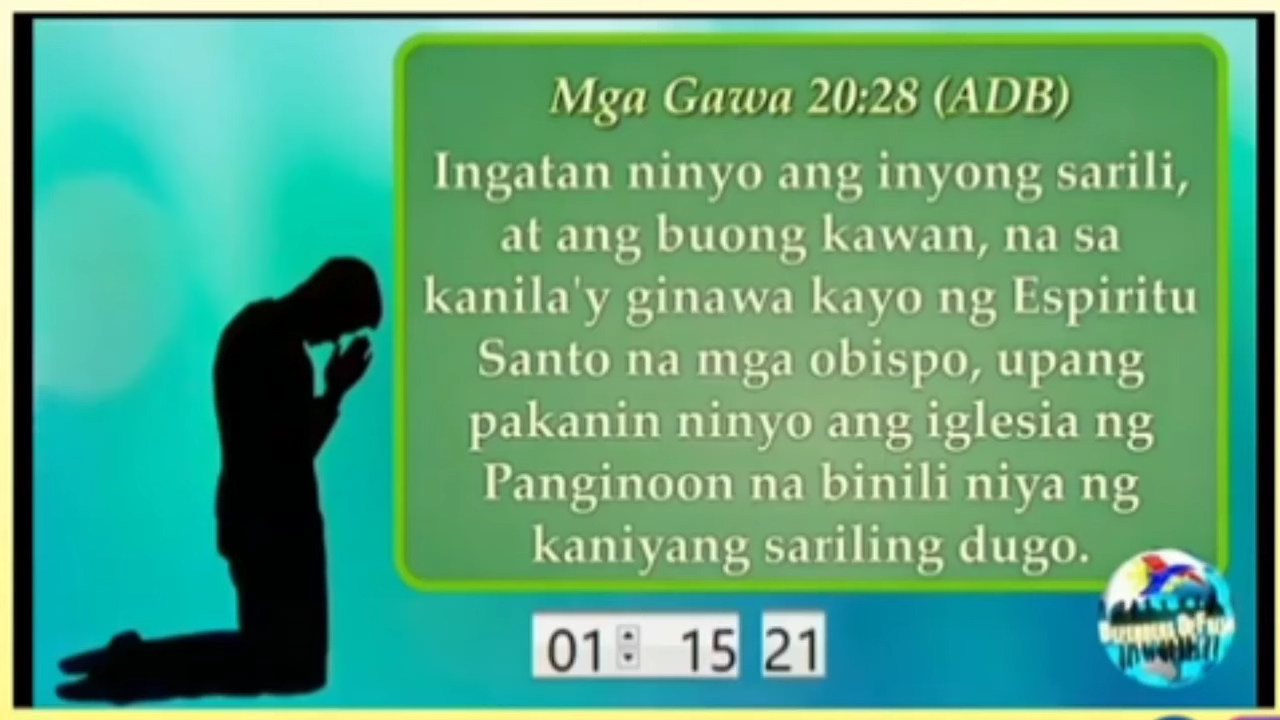 Mga Gawa 20:28 (ADB)
Ingatan ninyo ang inyong sarili,
at ang buong kawan, na sa
kanila'y ginawa kayo ng Espiritu
Santo na mga obispo, upang
pakanin ninyo ang iglesia ng
Panginoon na binili niya ng
kaniyang sariling dugo.
01 15 21